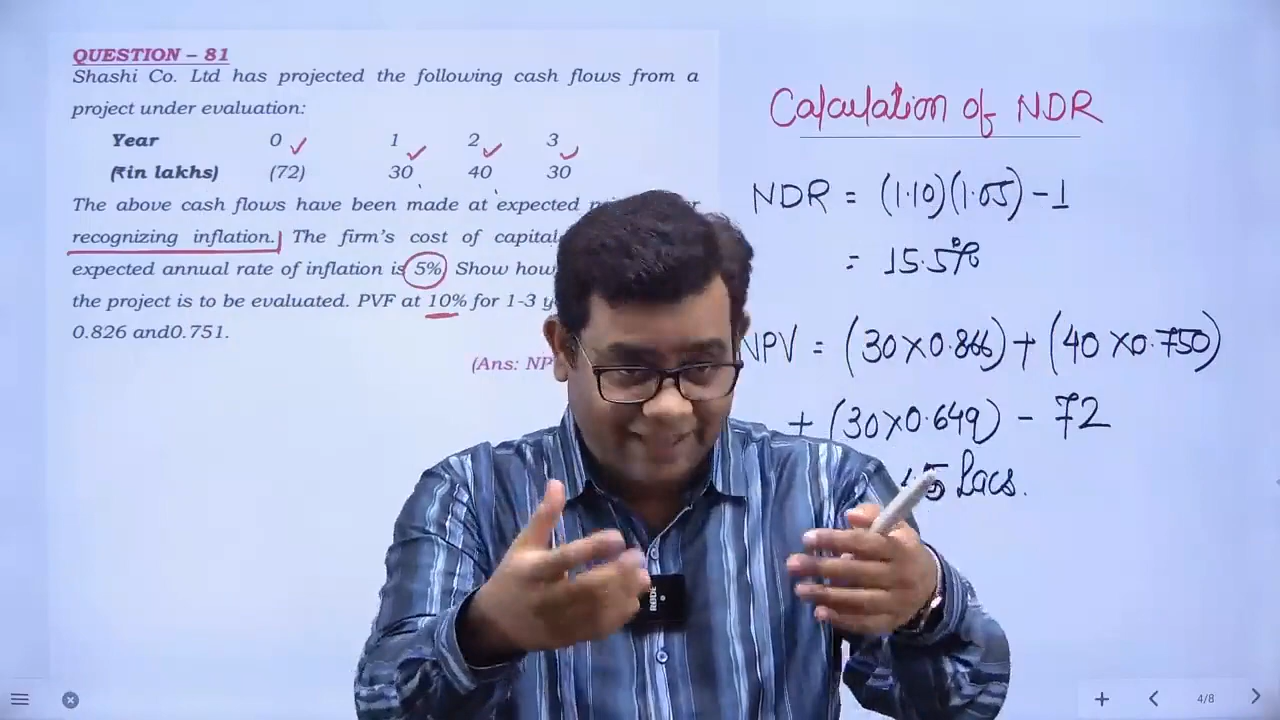 QUESTION – 81
Shashi Co. Ltd has projected the following cash flows from a
project under evaluation:
Year 0 1 2 3
(₹in lakhs) (72) 30 40 30
The above cash flows have been made at expected
recognizing inflation. The firm's cost of capital
expected annual rate of inflation is 5% Show how
the project is to be evaluated. PVF at 10% for 1-3
0.826 and0.751.
(Ans: NP
Calculation of NDR
NDR = (1.10)(1.05) - 1
= 15.5%
NPV = (30×0.866) + (40×0.750)
+ (30×0.649) - 72
Lacs.
RODE
4/8